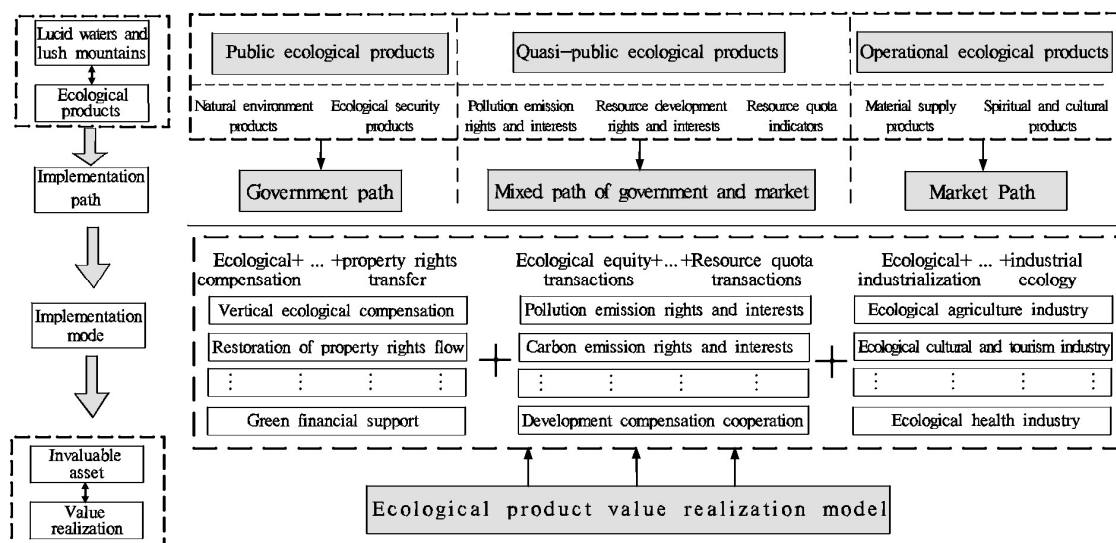 Lucid waters and
lush mountains
Ecological
products
Implementation
path
Implementation
mode
Invaluable
asset
Value
realization
Public ecological products
Quasi-public ecological products
Operational ecological products
Natural environment
products
Ecological security
products
Pollution emission
rights and interests
Resource development
rights and interests
Resource quota
indicators
Material supply
products
Spiritual and cultural
products
Government path
Mixed path of government and market
Market Path
Ecological+ ... +property rights
compensation transfer
Ecological equity+...+Resource quota
transactions transactions
Ecological+ ... +industrial
industrialization ecology
Vertical ecological compensation
Restoration of property rights flow
⋮ ⋮ ⋮ ⋮
Green financial support
+
Pollution emission rights and interests
Carbon emission rights and interests
⋮ ⋮ ⋮ ⋮
Development compensation cooperation
+
Ecological agriculture industry
Ecological cultural and tourism industry
⋮ ⋮ ⋮ ⋮
Ecological health industry
Ecological product value realization model